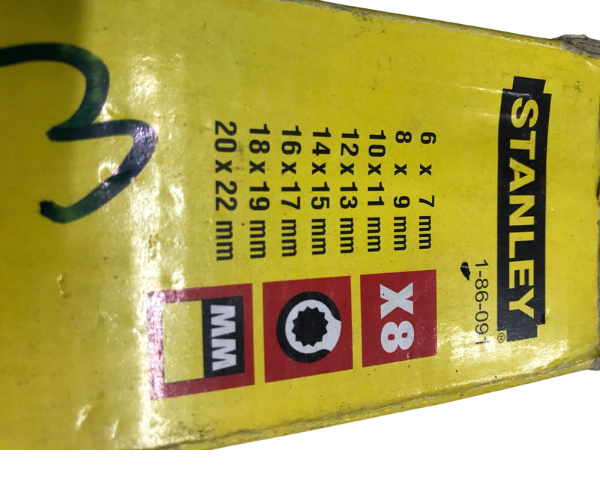 STANLEY®
1-86-091
6 x 7 mm
8 x 9 mm
10 x 11 mm
12 x 13 mm
14 x 15 mm
16 x 17 mm
18 x 19 mm
20 x 22 mm
X8
MM
3